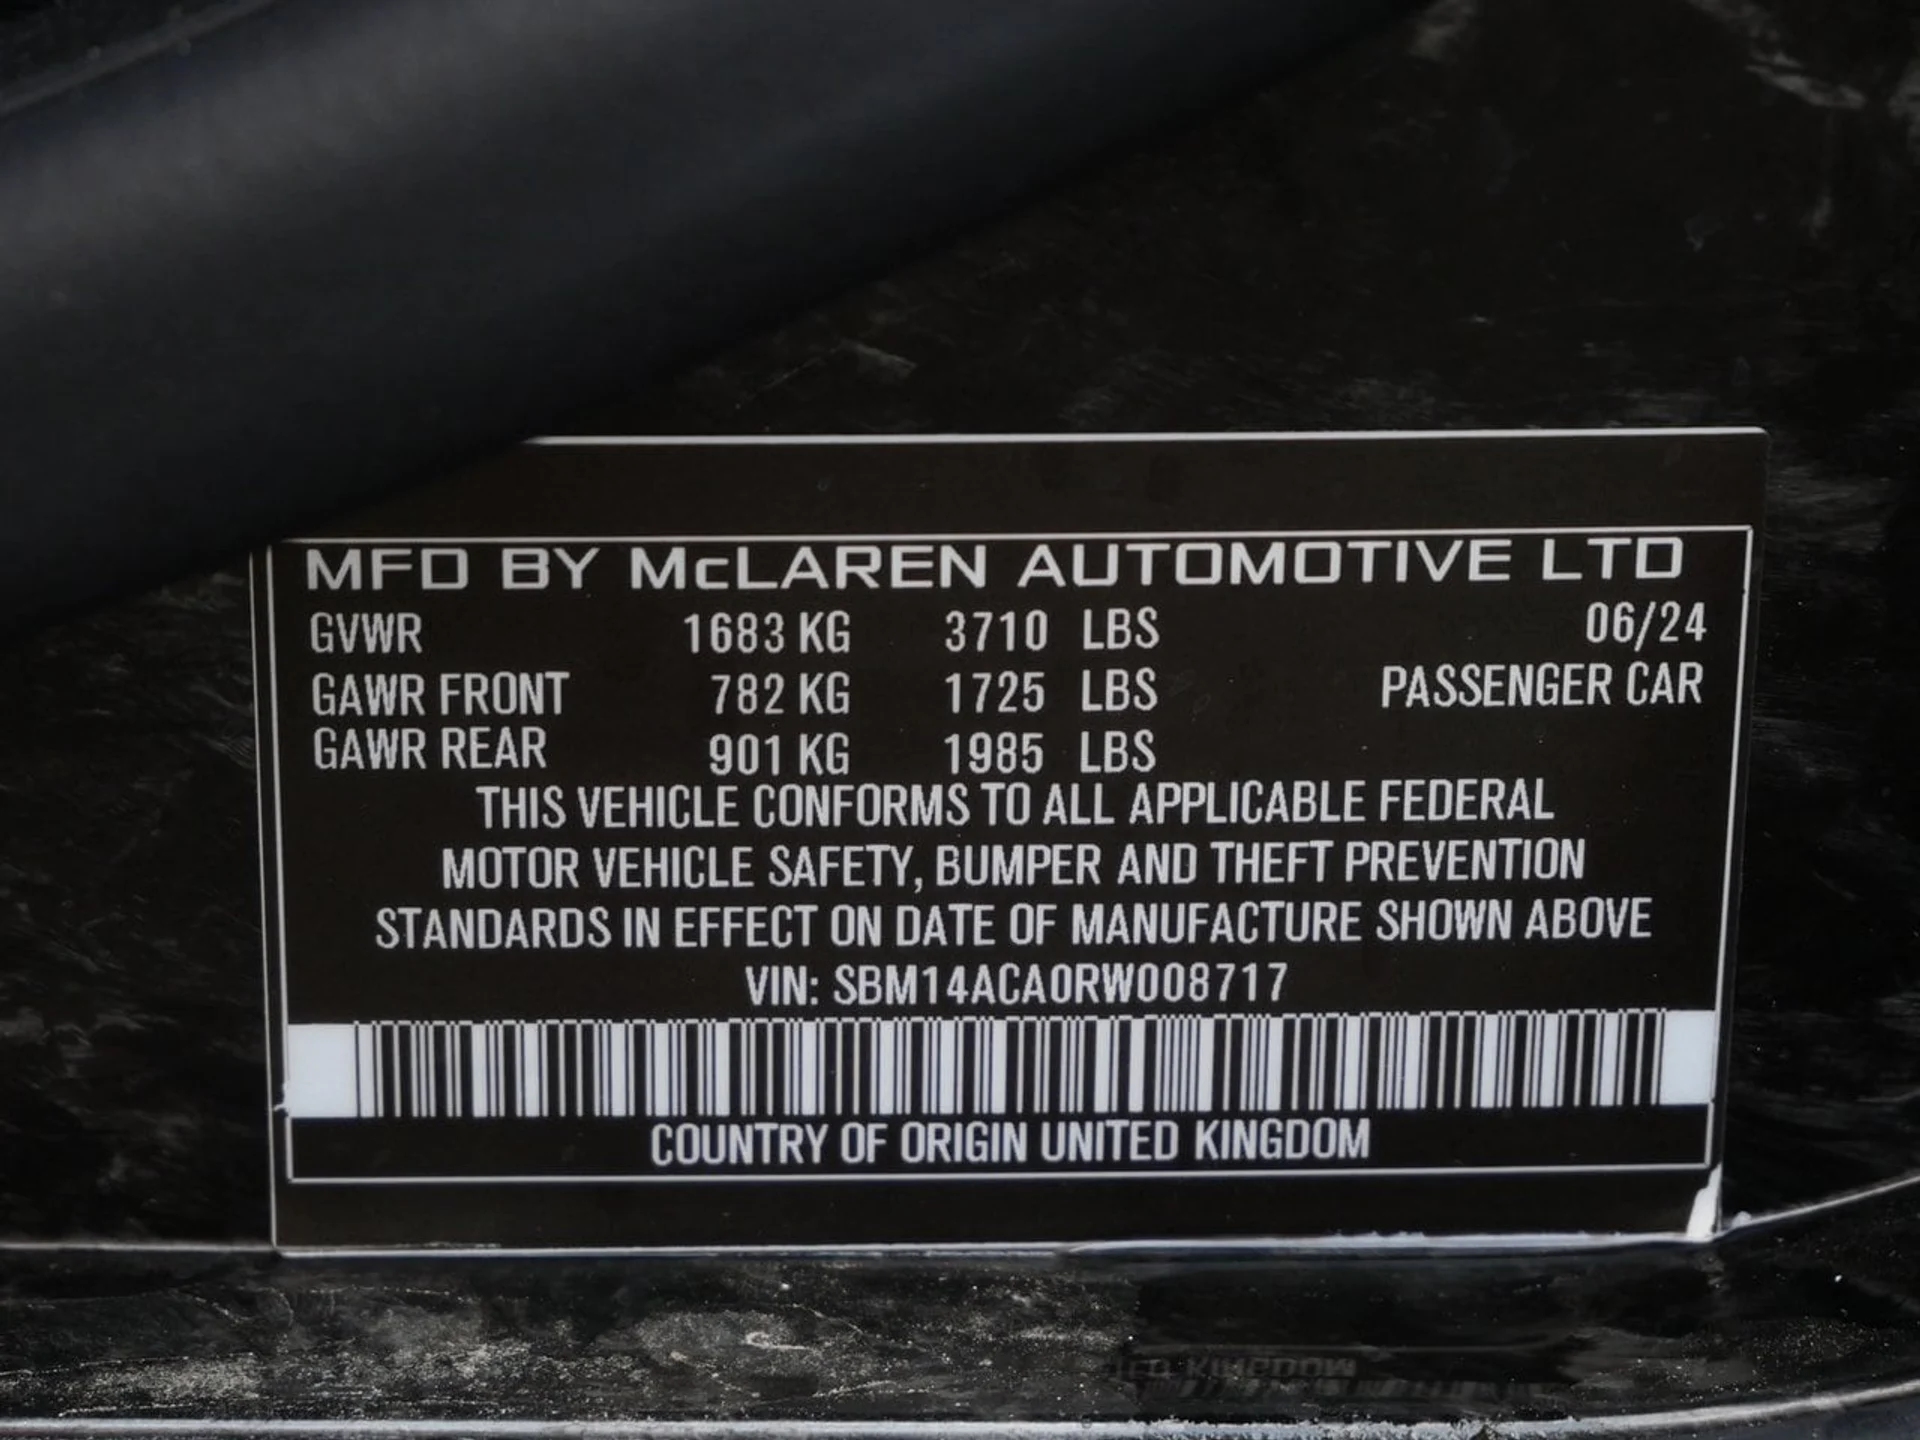 MFD BY McLAREN AUTOMOTIVE LTD
GVWR 1683 KG 3710 LBS 06/24
GAWR FRONT 782 KG 1725 LBS PASSENGER CAR
GAWR REAR 901 KG 1985 LBS
THIS VEHICLE CONFORMS TO ALL APPLICABLE FEDERAL
MOTOR VEHICLE SAFETY, BUMPER AND THEFT PREVENTION
STANDARDS IN EFFECT ON DATE OF MANUFACTURE SHOWN ABOVE
VIN: SBM14ACA0RW008717
COUNTRY OF ORIGIN UNITED KINGDOM